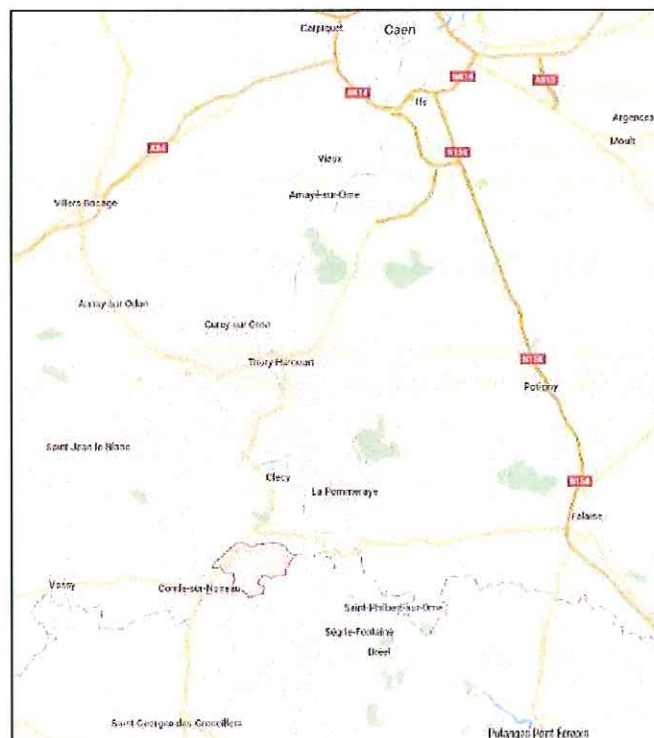 Carpiquet
Caen
N814
N814
A813
Ifs
Argences
Moult
A84
N158
Vieux
Villers Bocage
Amayé-sur-Orne
Aunay-sur-Odon
Curcy-sur-Orne
Thury Harcourt
N158
Potigny
Saint Jean le Blanc
Clécy
La Pommeraye
N158
Falaise
Vassy
Condé-sur-Noireau
Saint-Philbert-sur-Orne
Ségrie-Fontaine
Bréel
Saint Georges des Groseillers
Putanges Pont Écrepin